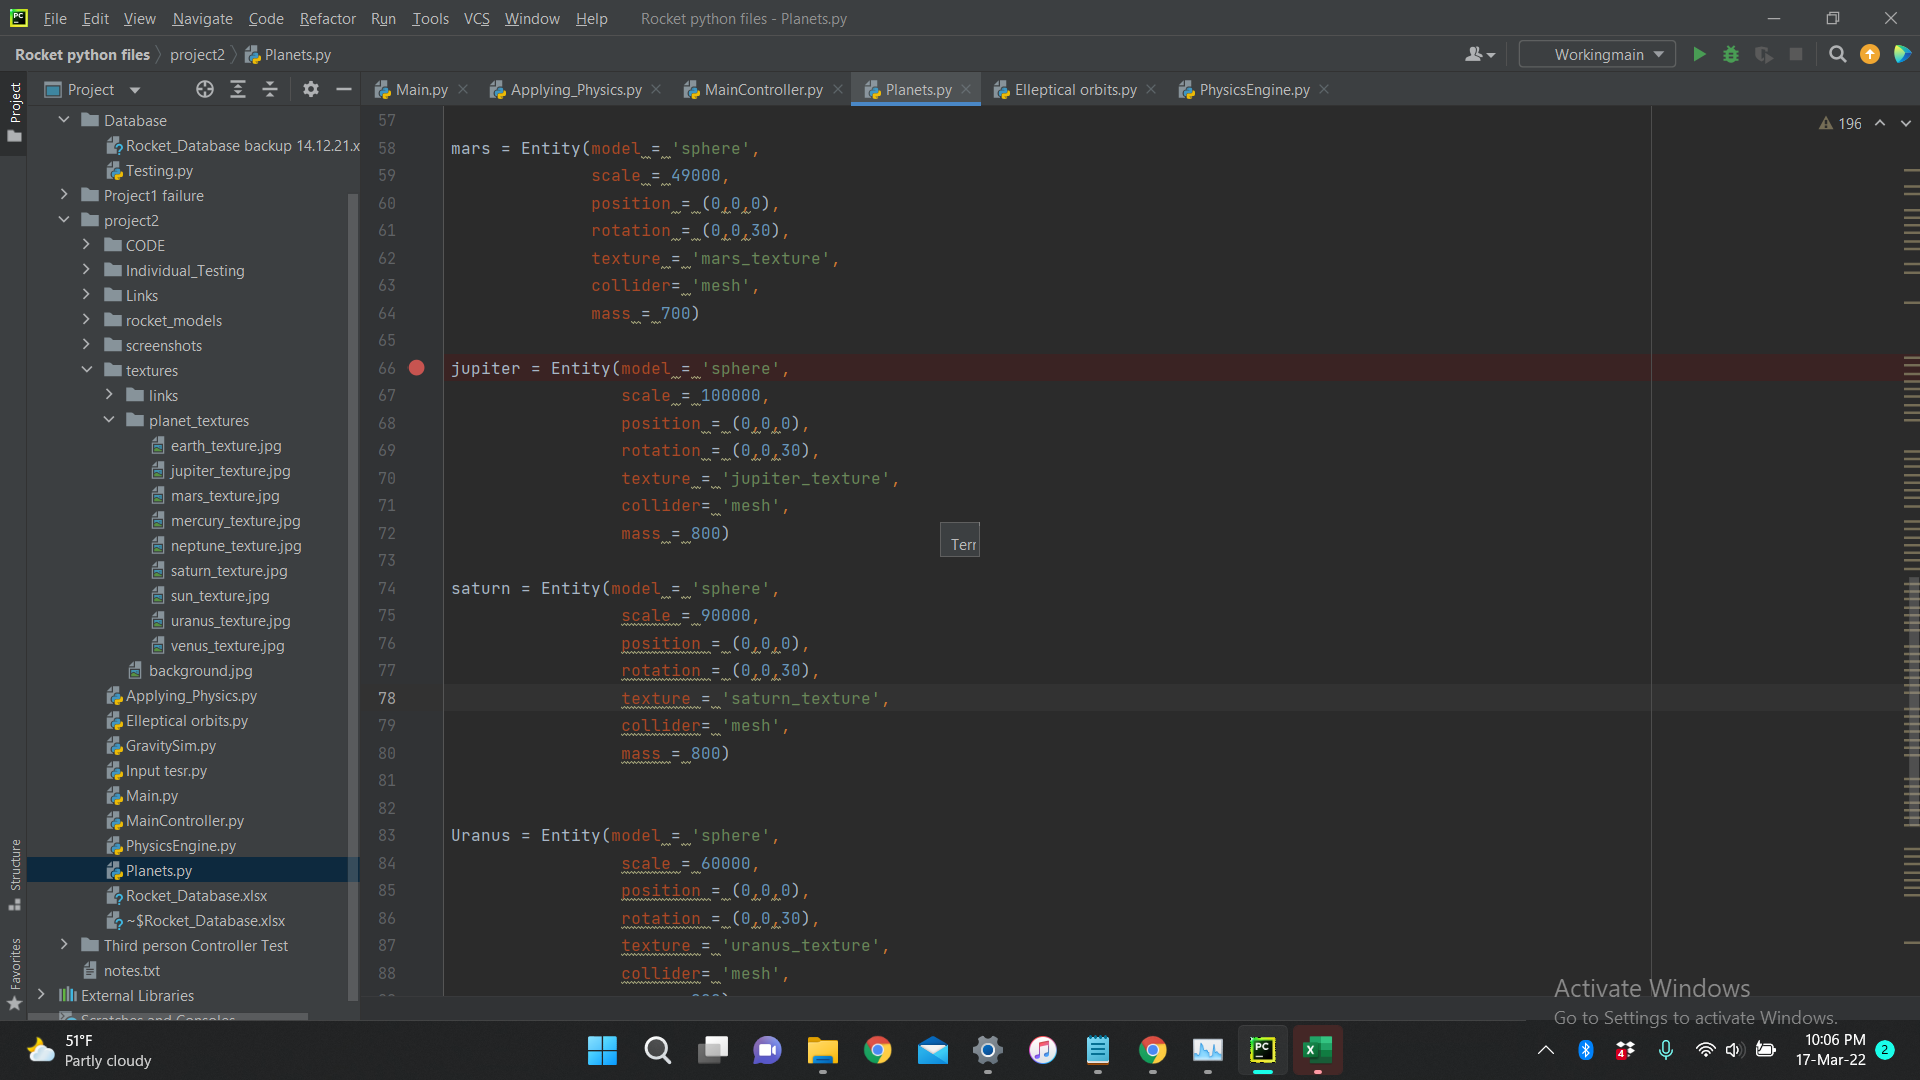 File Edit View Navigate Code Refactor Run Tools VCS Window Help Rocket python files - Planets.py
Rocket python files project2 Planets.py Workingmain
Project Main.py Applying_Physics.py MainController.py Planets.py Elleptical orbits.py PhysicsEngine.py
Project
Structure
Favorites
Database
Rocket_Database backup 14.12.21.x
Testing.py
Project1 failure
project2
CODE
Individual_Testing
Links
rocket_models
screenshots
textures
links
planet_textures
earth_texture.jpg
jupiter_texture.jpg
mars_texture.jpg
mercury_texture.jpg
neptune_texture.jpg
saturn_texture.jpg
sun_texture.jpg
uranus_texture.jpg
venus_texture.jpg
background.jpg
Applying_Physics.py
Elleptical orbits.py
GravitySim.py
Input tesr.py
Main.py
MainController.py
PhysicsEngine.py
Planets.py
Rocket_Database.xlsx
~$Rocket_Database.xlsx
Third person Controller Test
notes.txt
External Libraries
Scratches and Consoles
196
57
58 mars = Entity(model = 'sphere',
59 scale = 49000,
60 position = (0,0,0),
61 rotation = (0,0,30),
62 texture = 'mars_texture',
63 collider= 'mesh',
64 mass = 700)
65
66 jupiter = Entity(model = 'sphere',
67 scale = 100000,
68 position = (0,0,0),
69 rotation = (0,0,30),
70 texture = 'jupiter_texture',
71 collider= 'mesh',
72 mass = 800)
Terr
73
74 saturn = Entity(model = 'sphere',
75 scale = 90000,
76 position = (0,0,0),
77 rotation = (0,0,30),
78 texture = 'saturn_texture',
79 collider= 'mesh',
80 mass = 800)
81
82
83 Uranus = Entity(model = 'sphere',
84 scale = 60000,
85 position = (0,0,0),
86 rotation = (0,0,30),
87 texture = 'uranus_texture',
88 collider= 'mesh',
Activate Windows
Go to Settings to activate Windows.
51°F
Partly cloudy
PC
4
10:06 PM
17-Mar-22
2